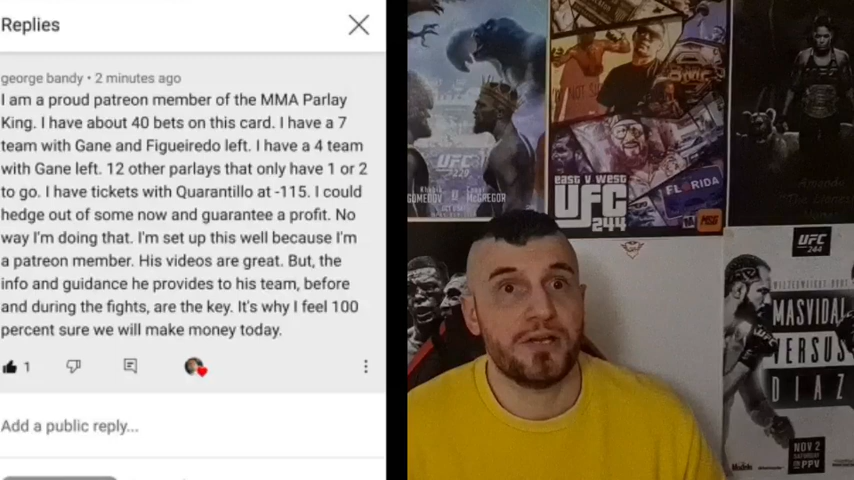 Replies
george bandy • 2 minutes ago
I am a proud patreon member of the MMA Parlay
King. I have about 40 bets on this card. I have a 7
team with Gane and Figueiredo left. I have a 4 team
with Gane left. 12 other parlays that only have 1 or 2
to go. I have tickets with Quarantillo at -115. I could
hedge out of some now and guarantee a profit. No
way I'm doing that. I'm set up this well because I'm
a patreon member. His videos are great. But, the
info and guidance he provides to his team, before
and during the fights, are the key. It's why I feel 100
percent sure we will make money today.
1
Add a public reply...
UFC
229
McGREGOR
east v west
UFC
244
FLORIDA
MSG
UFC
244
MASVIDAL
VERSUS
DIAZ
NOV 2
SATURDAY
PPV